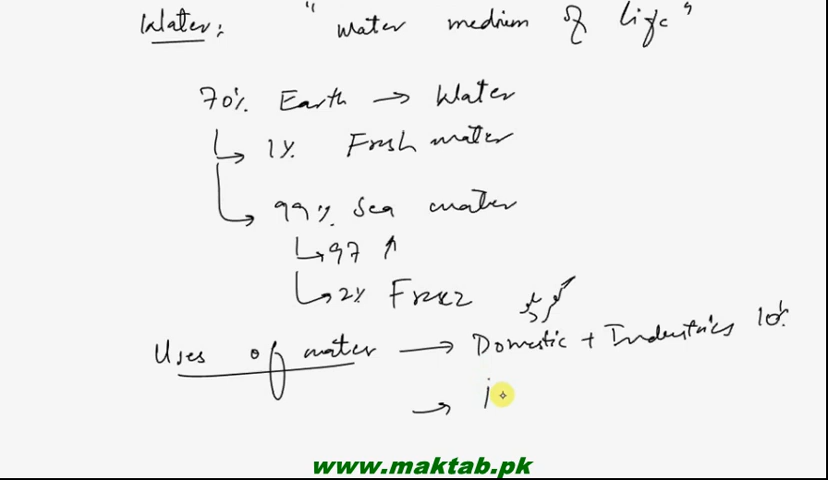 Water: "Water medium of life"
70% Earth → Water
↳ 1% Fresh water
↳ 99% Sea water
↳ 97 ↑
↳ 2% Freez
Uses of water → Domestic + Industries 10%
→ i
www.maktab.pk